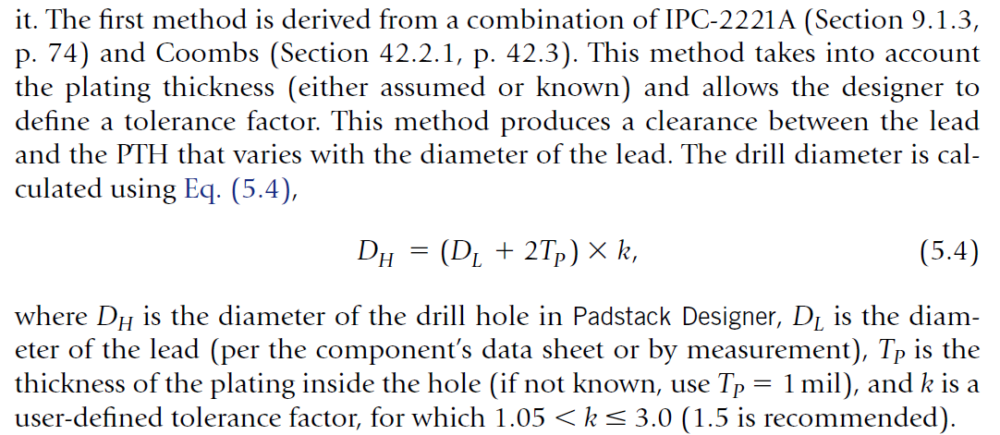 it. The first method is derived from a combination of IPC-2221A (Section 9.1.3,
p. 74) and Coombs (Section 42.2.1, p. 42.3). This method takes into account
the plating thickness (either assumed or known) and allows the designer to
define a tolerance factor. This method produces a clearance between the lead
and the PTH that varies with the diameter of the lead. The drill diameter is cal-
culated using Eq. (5.4),
D_H = (D_L + 2T_P) × k, (5.4)
where D_H is the diameter of the drill hole in Padstack Designer, D_L is the diam-
eter of the lead (per the component's data sheet or by measurement), T_P is the
thickness of the plating inside the hole (if not known, use T_P = 1 mil), and k is a
user-defined tolerance factor, for which 1.05 < k ≤ 3.0 (1.5 is recommended).